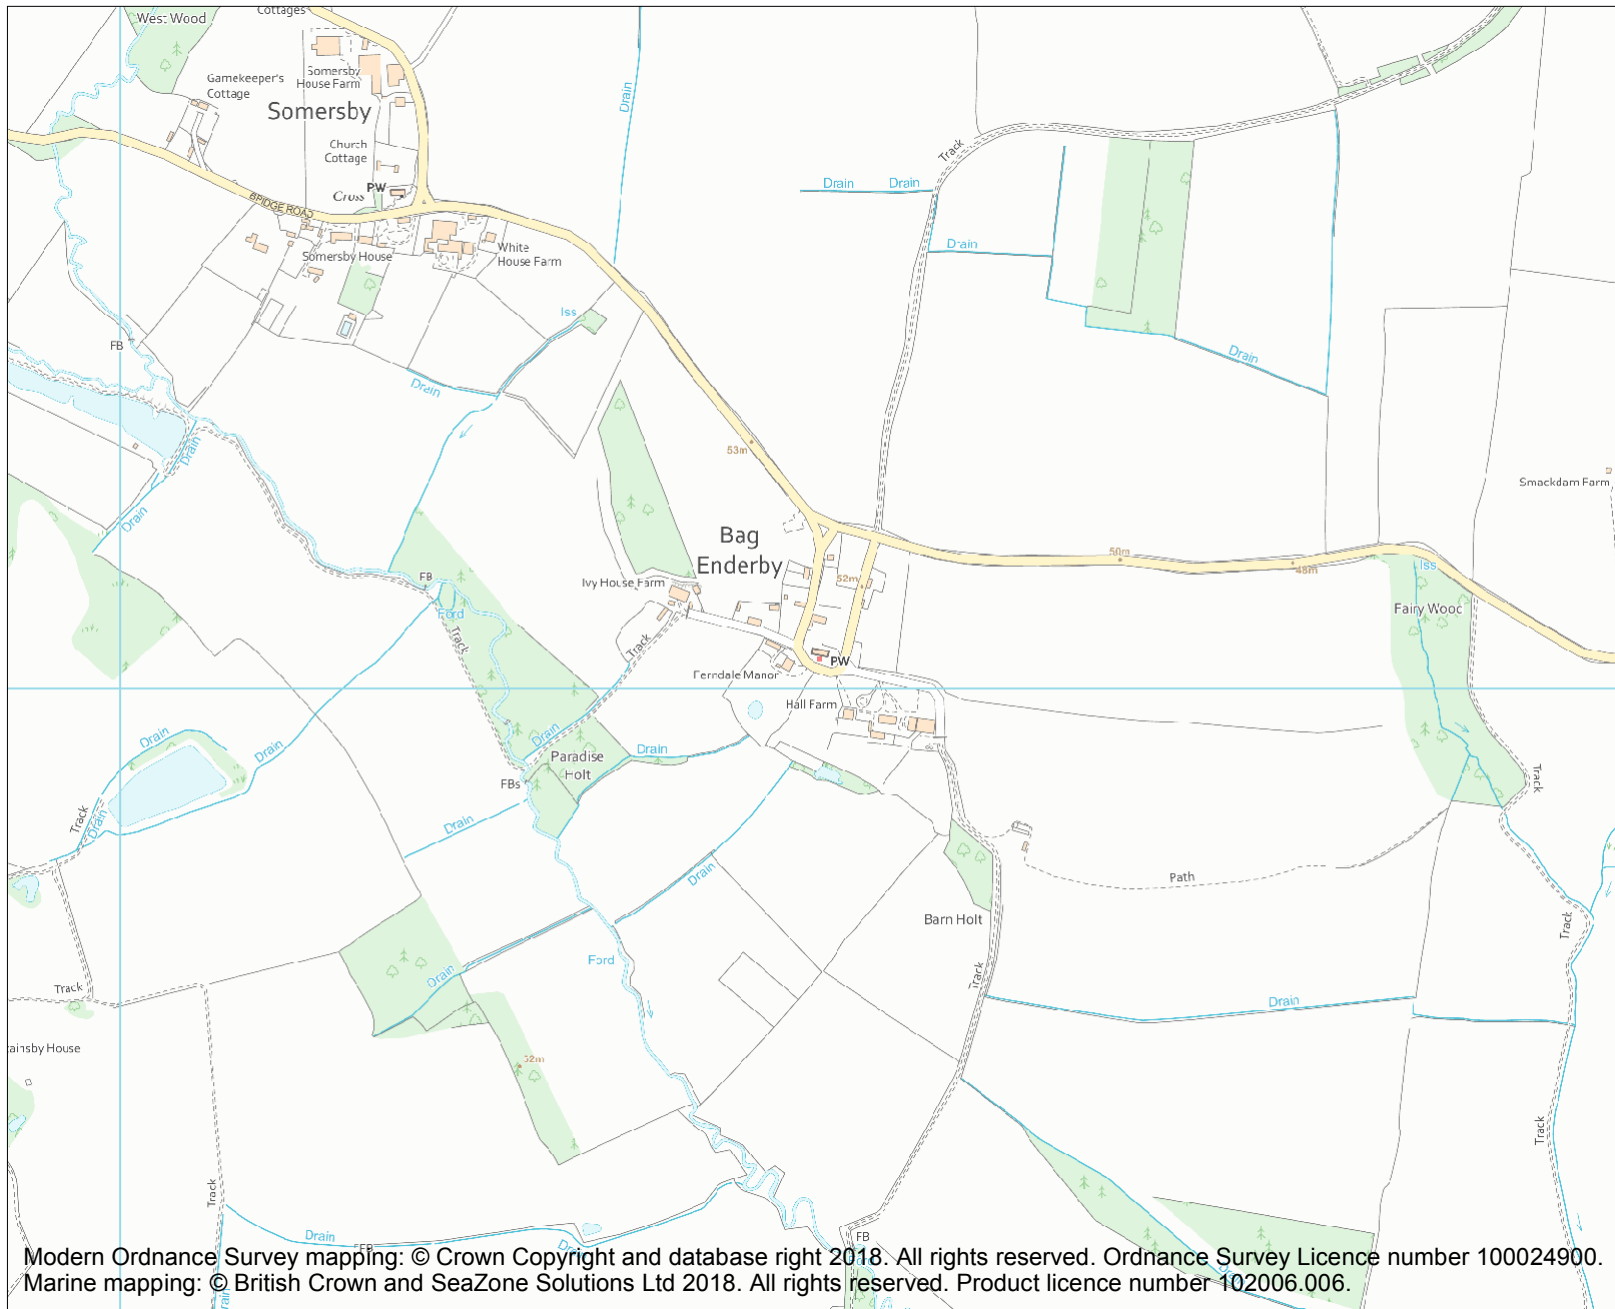 Cottages
West Wood
Gamekeeper's
Cottage
Somersby
House Farm
Somersby
Drain
Church
Cottage
PW
Cross
BRIDGE ROAD
Somersby House
White
House Farm
Track
Drain Drain
Drain
Drain
Iss
FB
Drain
Drain
Drain
53m
Smackdam Farm
Bag
Enderby
50m
48m
Iss
52m
FB
Ford
Track
Ivy House Farm
Track
Ferndale Manor
PW
Hall Farm
Fairy Wood
Drain
Drain
Drain
Drain
Paradise
Holt
FBs
Track
Track
Drain
Drain
Drain
Path
Barn Holt
Track
Ford
Drain
Track
Track
Drain
52m
Track
Track
Drain
FB
FB
Drain
Modern Ordnance Survey mapping: © Crown Copyright and database right 2018. All rights reserved. Ordnance Survey Licence number 100024900.
Marine mapping: © British Crown and SeaZone Solutions Ltd 2018. All rights reserved. Product licence number 102006.006.